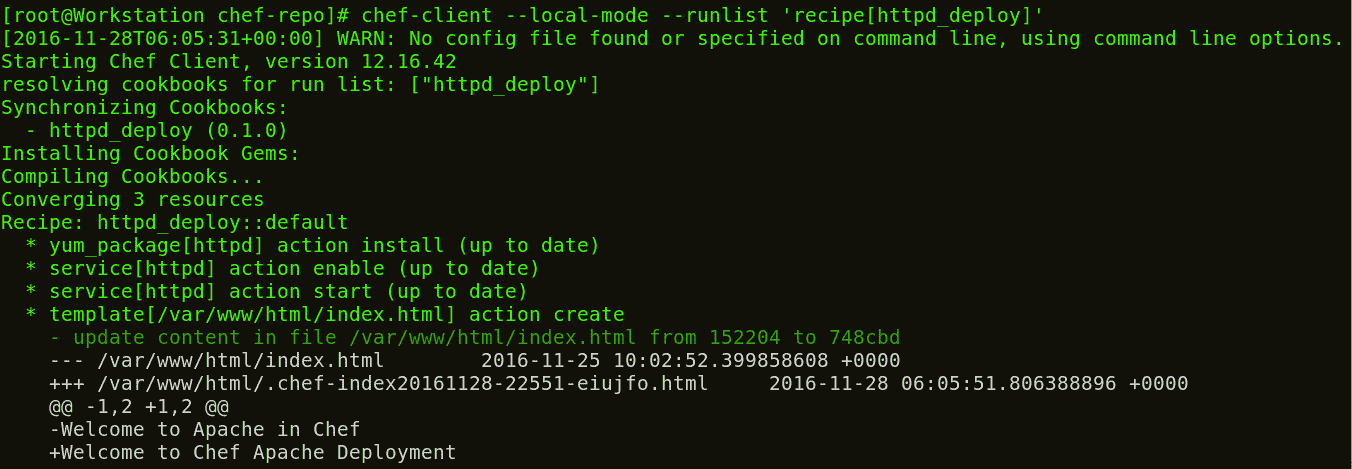 [root@Workstation chef-repo]# chef-client --local-mode --runlist 'recipe[httpd_deploy]'
[2016-11-28T06:05:31+00:00] WARN: No config file found or specified on command line, using command line options.
Starting Chef Client, version 12.16.42
resolving cookbooks for run list: ["httpd_deploy"]
Synchronizing Cookbooks:
  - httpd_deploy (0.1.0)
Installing Cookbook Gems:
Compiling Cookbooks...
Converging 3 resources
Recipe: httpd_deploy::default
  * yum_package[httpd] action install (up to date)
  * service[httpd] action enable (up to date)
  * service[httpd] action start (up to date)
  * template[/var/www/html/index.html] action create
    - update content in file /var/www/html/index.html from 152204 to 748cbd
    --- /var/www/html/index.html        2016-11-25 10:02:52.399858608 +0000
    +++ /var/www/html/.chef-index20161128-22551-eiujfo.html     2016-11-28 06:05:51.806388896 +0000
    @@ -1,2 +1,2 @@
    -Welcome to Apache in Chef
    +Welcome to Chef Apache Deployment